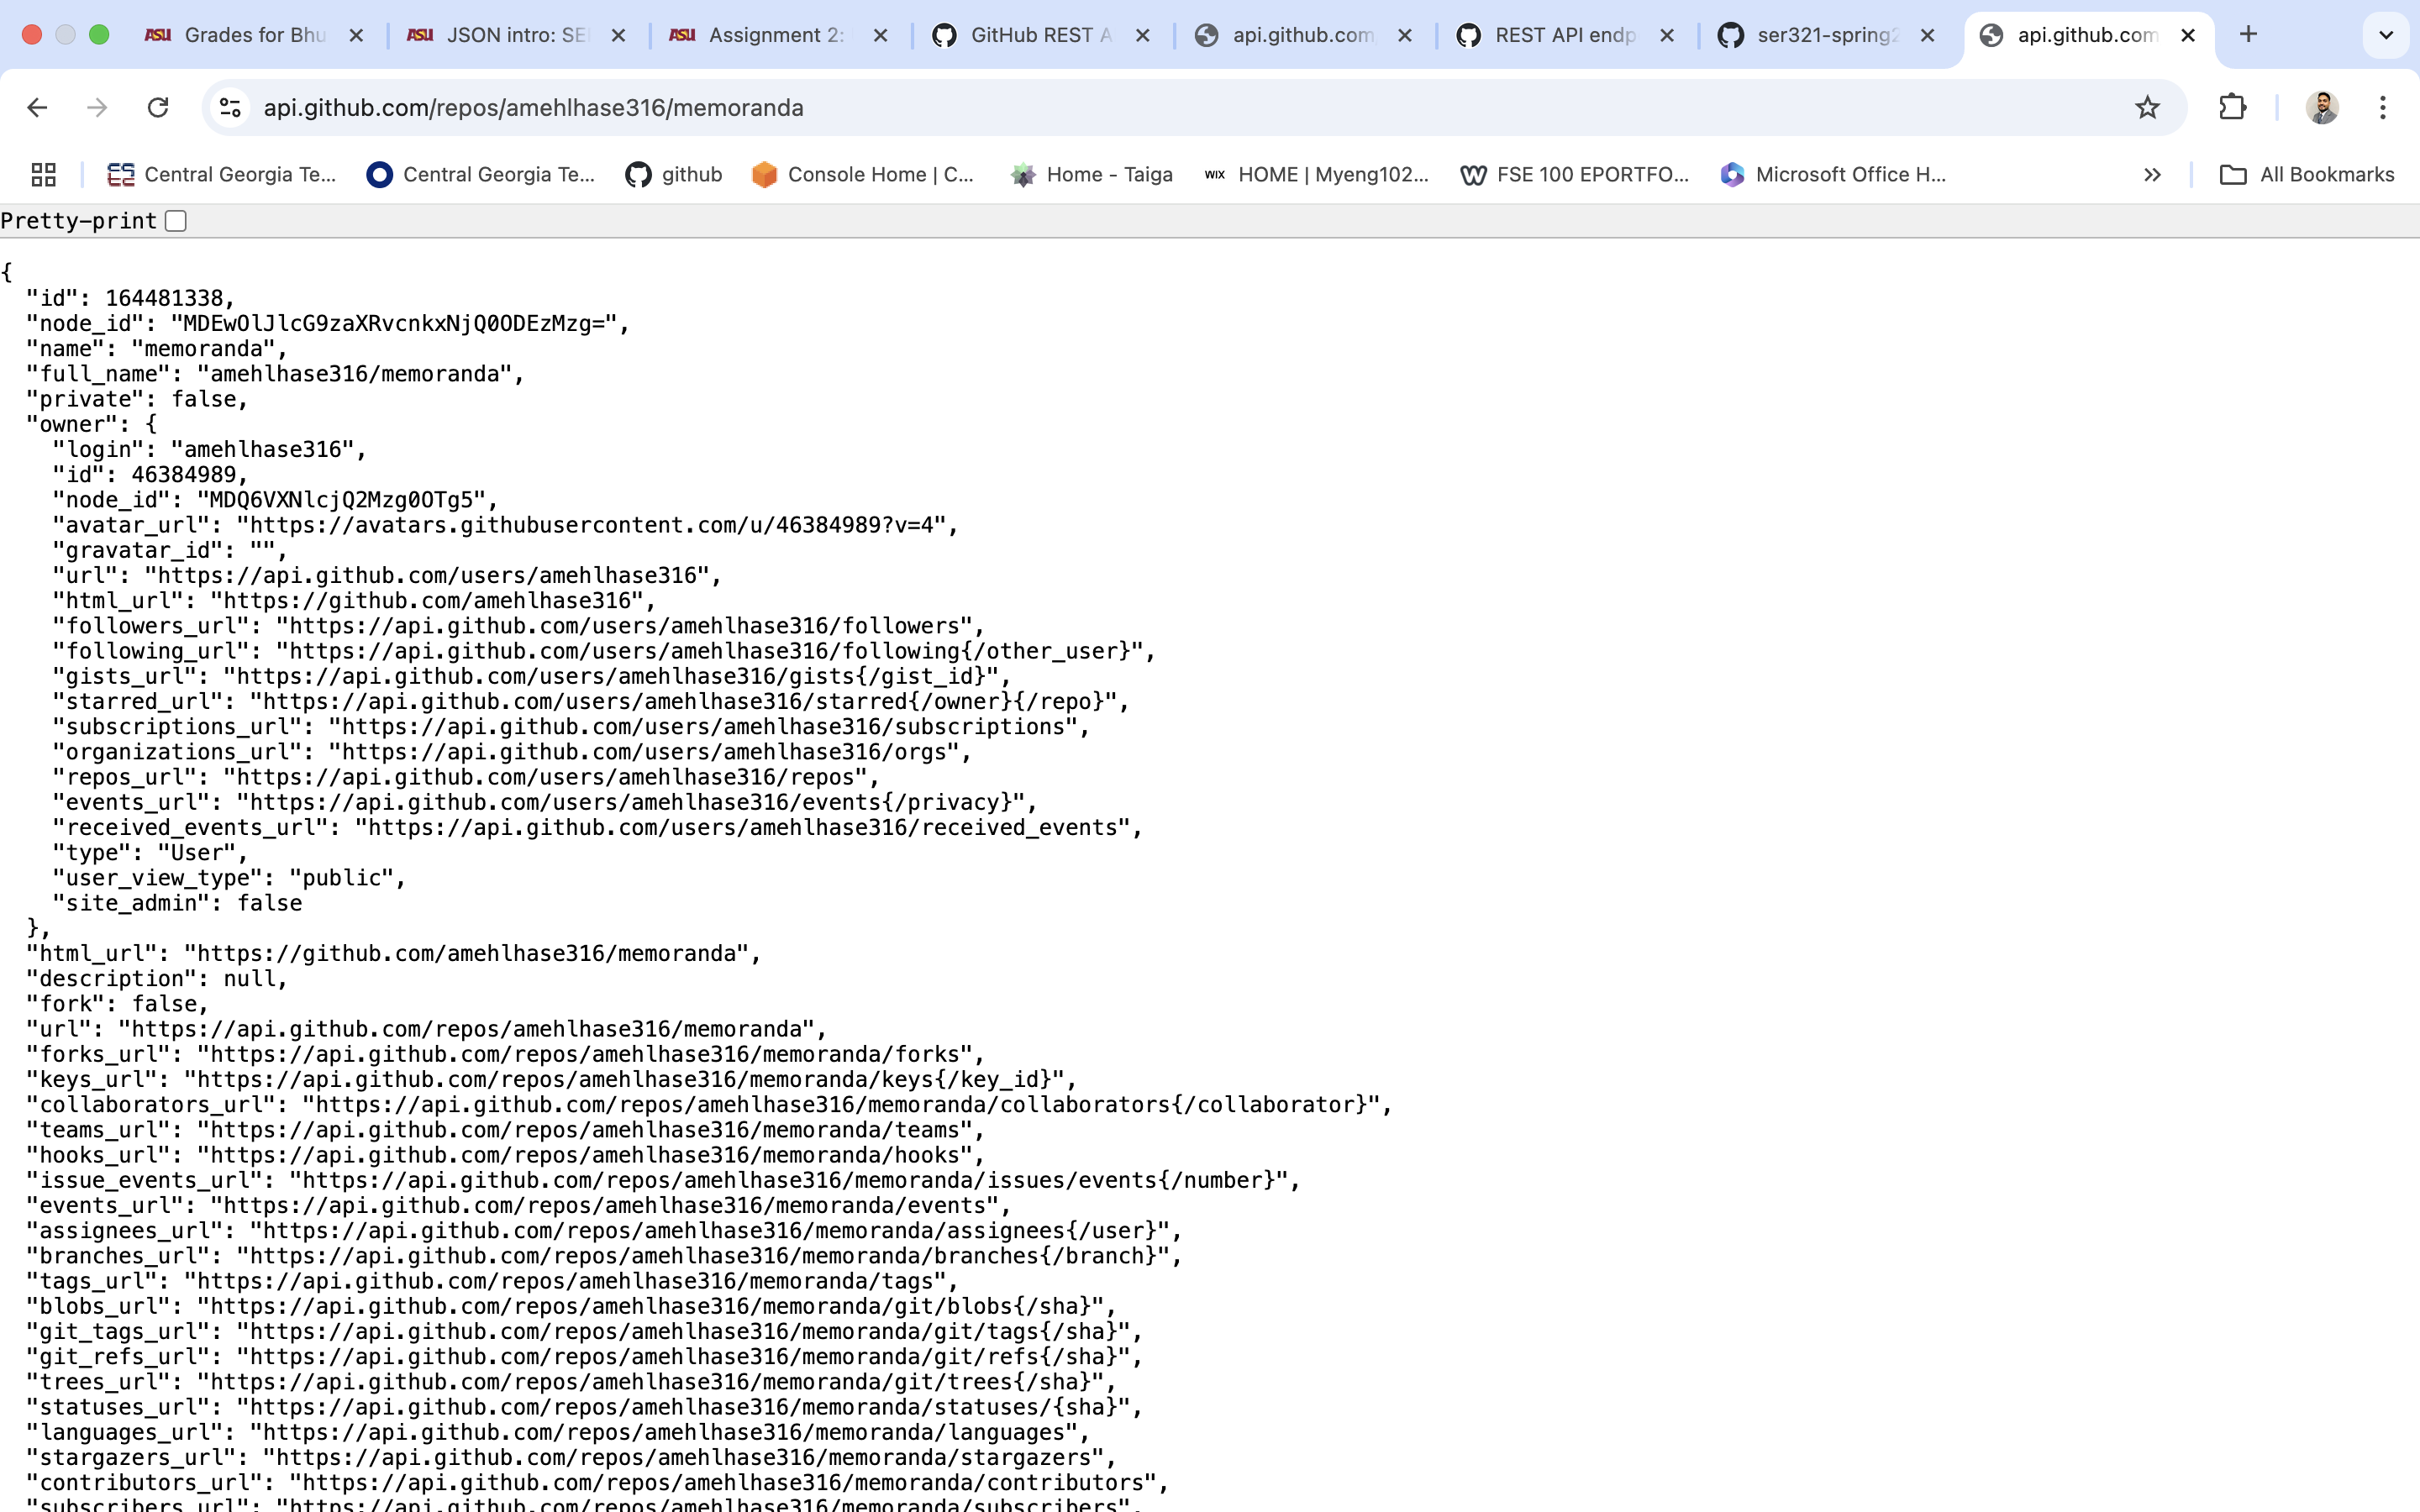 Grades for Bhu
JSON intro: SE
Assignment 2:
GitHub REST A
api.github.com
REST API endp
ser321-spring2
api.github.com
api.github.com/repos/amehlhase316/memoranda
Central Georgia Te...
Central Georgia Te...
github
Console Home | C...
Home - Taiga
WIX HOME | Myeng102...
FSE 100 EPORTFO...
Microsoft Office H...
All Bookmarks
Pretty-print
{
  "id": 164481338,
  "node_id": "MDEwOlJlcG9zaXRvcnkxNjQ0ODEzMzg=",
  "name": "memoranda",
  "full_name": "amehlhase316/memoranda",
  "private": false,
  "owner": {
    "login": "amehlhase316",
    "id": 46384989,
    "node_id": "MDQ6VXNlcjQ2Mzg0OTg5",
    "avatar_url": "https://avatars.githubusercontent.com/u/46384989?v=4",
    "gravatar_id": "",
    "url": "https://api.github.com/users/amehlhase316",
    "html_url": "https://github.com/amehlhase316",
    "followers_url": "https://api.github.com/users/amehlhase316/followers",
    "following_url": "https://api.github.com/users/amehlhase316/following{/other_user}",
    "gists_url": "https://api.github.com/users/amehlhase316/gists{/gist_id}",
    "starred_url": "https://api.github.com/users/amehlhase316/starred{/owner}{/repo}",
    "subscriptions_url": "https://api.github.com/users/amehlhase316/subscriptions",
    "organizations_url": "https://api.github.com/users/amehlhase316/orgs",
    "repos_url": "https://api.github.com/users/amehlhase316/repos",
    "events_url": "https://api.github.com/users/amehlhase316/events{/privacy}",
    "received_events_url": "https://api.github.com/users/amehlhase316/received_events",
    "type": "User",
    "user_view_type": "public",
    "site_admin": false
  },
  "html_url": "https://github.com/amehlhase316/memoranda",
  "description": null,
  "fork": false,
  "url": "https://api.github.com/repos/amehlhase316/memoranda",
  "forks_url": "https://api.github.com/repos/amehlhase316/memoranda/forks",
  "keys_url": "https://api.github.com/repos/amehlhase316/memoranda/keys{/key_id}",
  "collaborators_url": "https://api.github.com/repos/amehlhase316/memoranda/collaborators{/collaborator}",
  "teams_url": "https://api.github.com/repos/amehlhase316/memoranda/teams",
  "hooks_url": "https://api.github.com/repos/amehlhase316/memoranda/hooks",
  "issue_events_url": "https://api.github.com/repos/amehlhase316/memoranda/issues/events{/number}",
  "events_url": "https://api.github.com/repos/amehlhase316/memoranda/events",
  "assignees_url": "https://api.github.com/repos/amehlhase316/memoranda/assignees{/user}",
  "branches_url": "https://api.github.com/repos/amehlhase316/memoranda/branches{/branch}",
  "tags_url": "https://api.github.com/repos/amehlhase316/memoranda/tags",
  "blobs_url": "https://api.github.com/repos/amehlhase316/memoranda/git/blobs{/sha}",
  "git_tags_url": "https://api.github.com/repos/amehlhase316/memoranda/git/tags{/sha}",
  "git_refs_url": "https://api.github.com/repos/amehlhase316/memoranda/git/refs{/sha}",
  "trees_url": "https://api.github.com/repos/amehlhase316/memoranda/git/trees{/sha}",
  "statuses_url": "https://api.github.com/repos/amehlhase316/memoranda/statuses/{sha}",
  "languages_url": "https://api.github.com/repos/amehlhase316/memoranda/languages",
  "stargazers_url": "https://api.github.com/repos/amehlhase316/memoranda/stargazers",
  "contributors_url": "https://api.github.com/repos/amehlhase316/memoranda/contributors",
  "subscribers_url": "https://api.github.com/repos/amehlhase316/memoranda/subscribers",